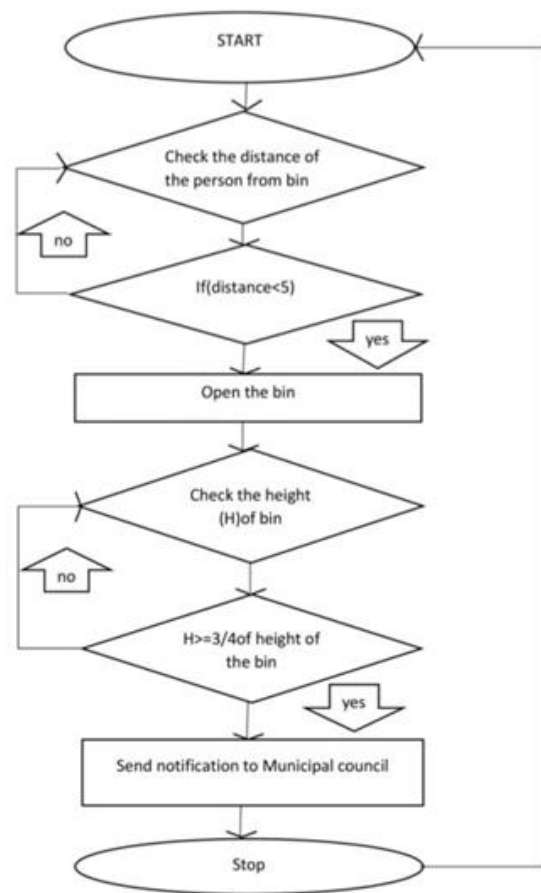 START
Check the distance of
the person from bin
no
If(distance<5)
yes
Open the bin
Check the height
(H)of bin
no
H>=3/4of height of
the bin
yes
Send notification to Municipal council
Stop